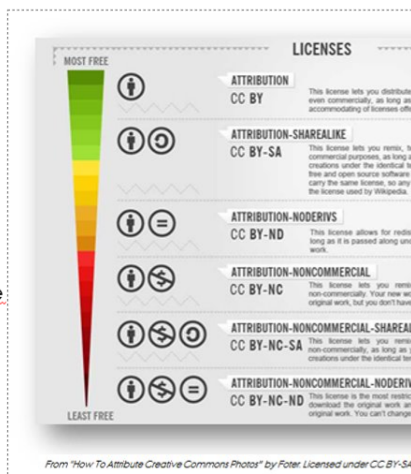 LICENSES
MOST FREE
ATTRIBUTION
CC BY
This license lets you distribute
even commercially, as long as
accommodating of licenses off
ATTRIBUTION-SHAREALIKE
CC BY-SA
This license lets you remix, t
commercial purposes, as long a
creations under the identical te
free and open source software
carry the same license, so any
the license used by Wikipedia.
ATTRIBUTION-NODERIVS
CC BY-ND
This license allows for redis
long as it is passed along un
work.
ATTRIBUTION-NONCOMMERCIAL
CC BY-NC
This license lets you remi
non-commercially. Your new wo
original work, but you don't have
ATTRIBUTION-NONCOMMERCIAL-SHAREAL
CC BY-NC-SA
This license lets you remi
non-commercially, as long as
creations under the identical ter
ATTRIBUTION-NONCOMMERCIAL-NODERIV
CC BY-NC-ND
This license is the most restric
download the original work an
original work. You can't change
LEAST FREE
From "How To Attribute Creative Commons Photos" by Foter. Licensed under CC BY-SA